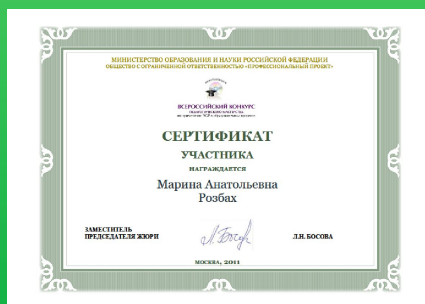 МИНИСТЕРСТВО ОБРАЗОВАНИЯ И НАУКИ РОССИЙСКОЙ ФЕДЕРАЦИИ
ОБЩЕСТВО С ОГРАНИЧЕННОЙ ОТВЕТСТВЕННОСТЬЮ «ПРОФЕССИОНАЛЬНЫЙ ПРОЕКТ»
ВСЕРОССИЙСКИЙ КОНКУРС
СЕРТИФИКАТ
УЧАСТНИКА
НАГРАЖДАЕТСЯ
Марина Анатольевна
Розбах
ЗАМЕСТИТЕЛЬ
ПРЕДСЕДАТЕЛЯ ЖЮРИ
Л.Н. БОСОВА
МОСКВА, 2011